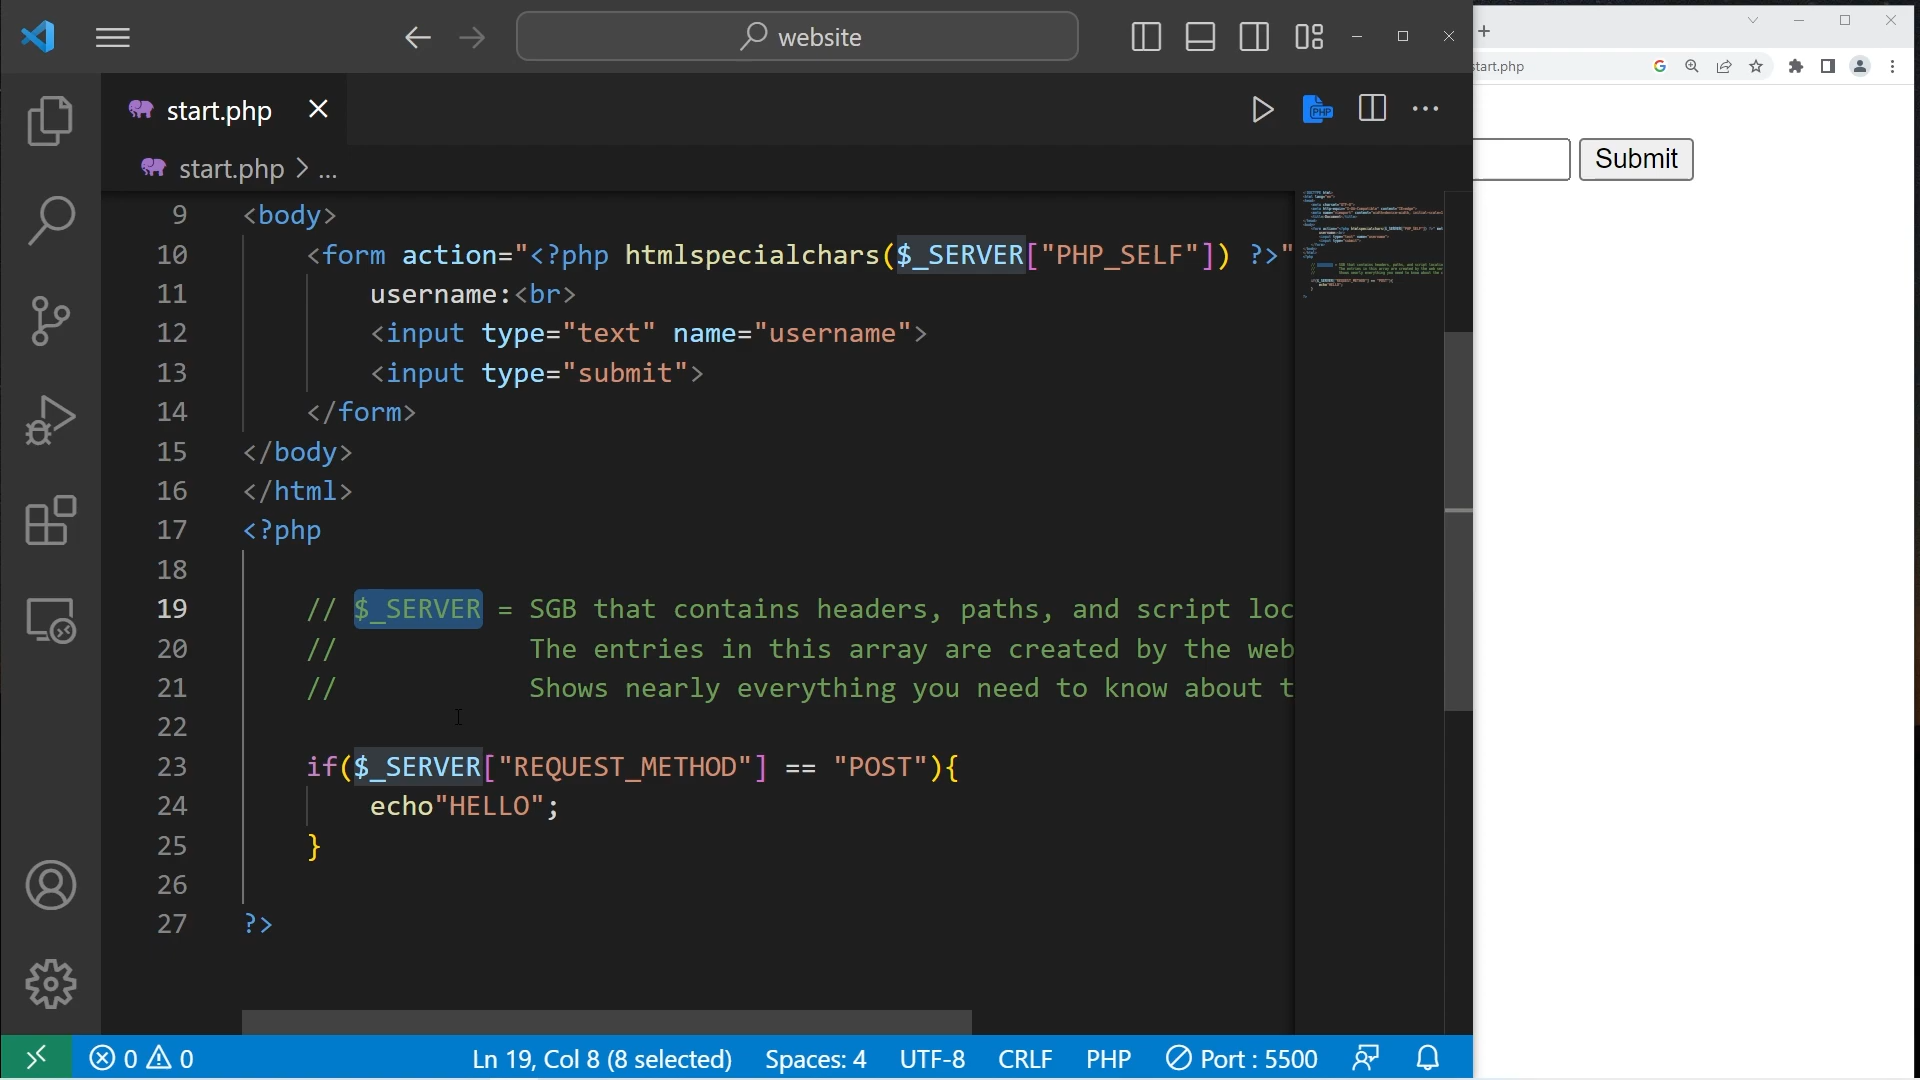 website
start.php
start.php > ...
start.php
Submit
9 <body>
10 <form action="<?php htmlspecialchars($_SERVER["PHP_SELF"]) ?>"
11 username:<br>
12 <input type="text" name="username">
13 <input type="submit">
14 </form>
15 </body>
16 </html>
17 <?php
18
19 // $_SERVER = SGB that contains headers, paths, and script loc
20 // The entries in this array are created by the web
21 // Shows nearly everything you need to know about t
22
23 if($_SERVER["REQUEST_METHOD"] == "POST"){
24 echo"HELLO";
25 }
26
27 ?>
0 0 Ln 19, Col 8 (8 selected) Spaces: 4 UTF-8 CRLF PHP Port : 5500